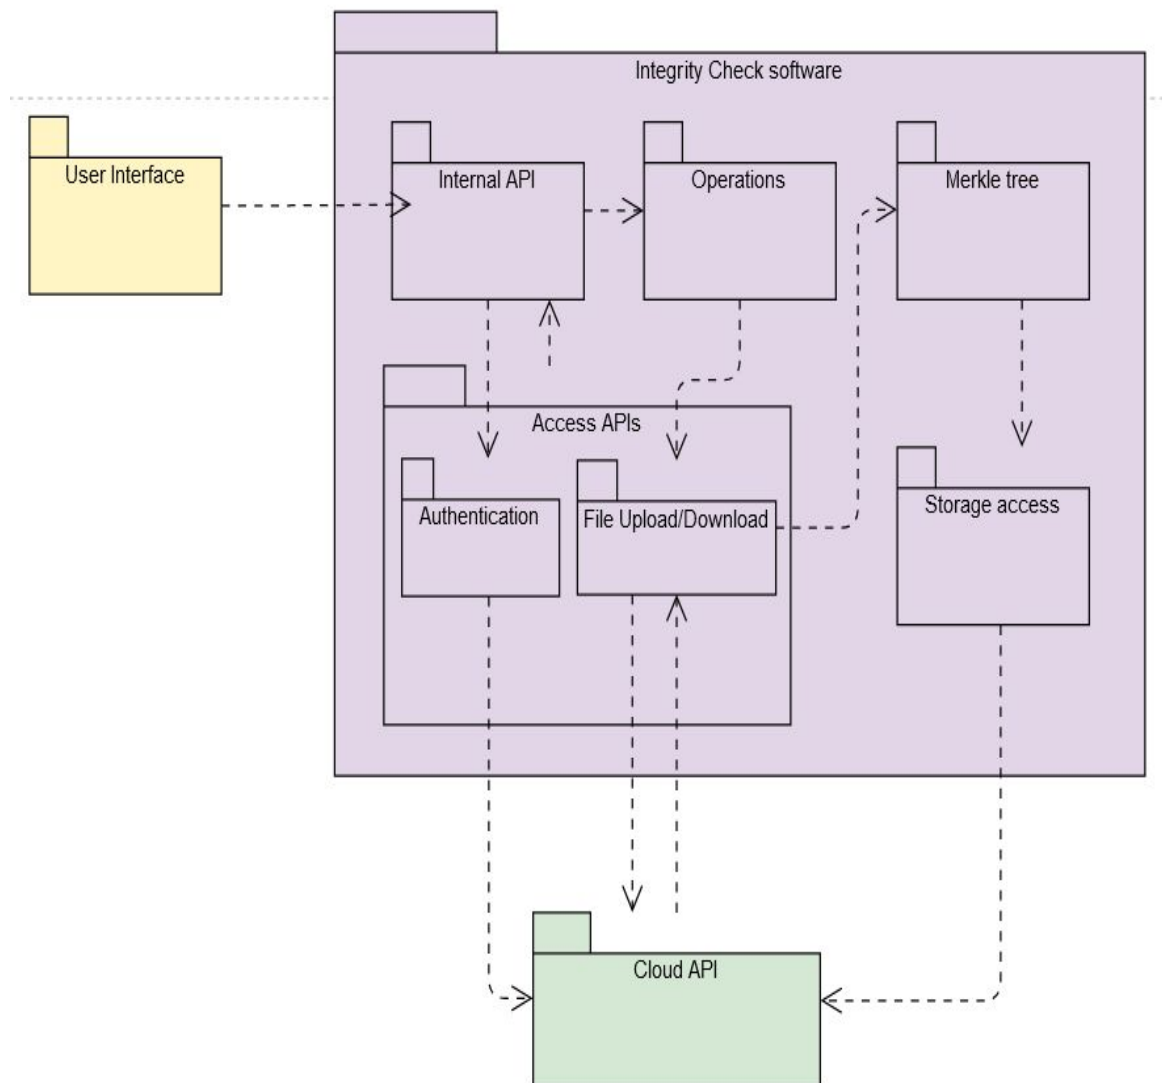 Integrity Check software
User Interface
Internal API
Operations
Merkle tree
Access APIs
Authentication
File Upload/Download
Storage access
Cloud API